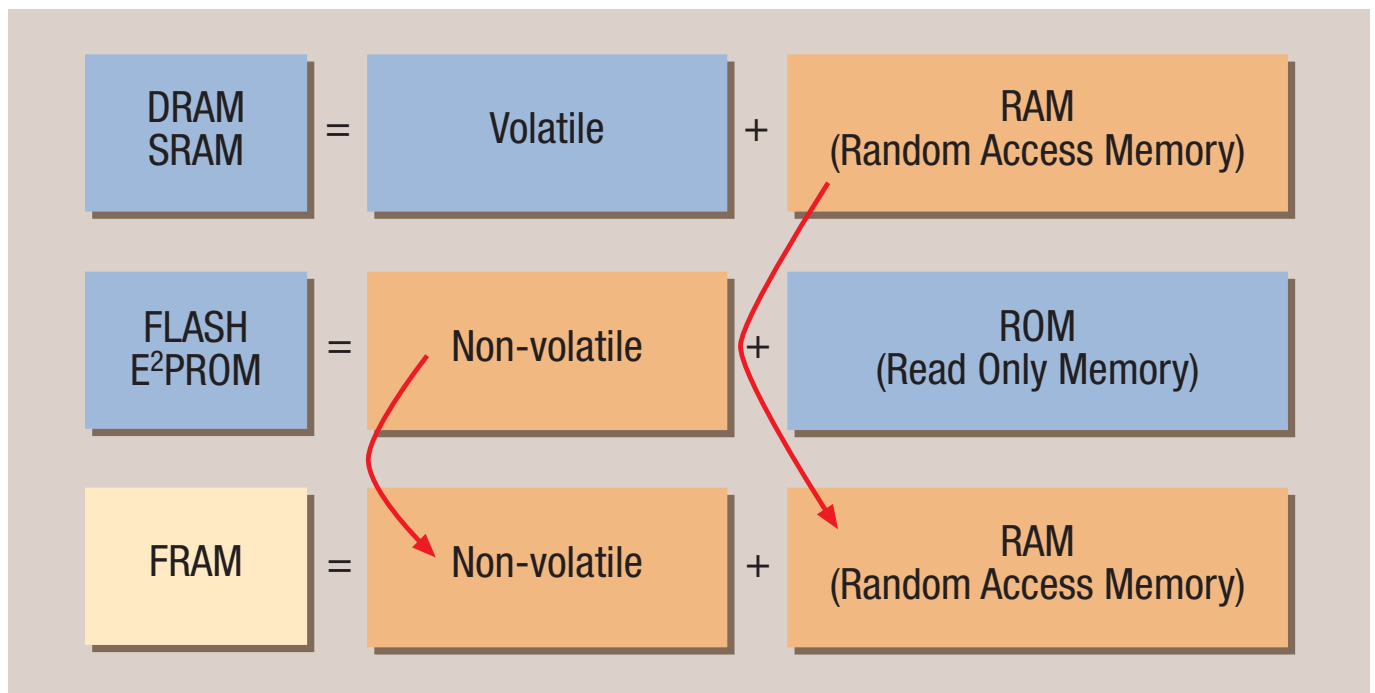 DRAM
SRAM
=
Volatile
+
RAM
(Random Access Memory)
FLASH
E²PROM
=
Non-volatile
+
ROM
(Read Only Memory)
FRAM
=
Non-volatile
+
RAM
(Random Access Memory)